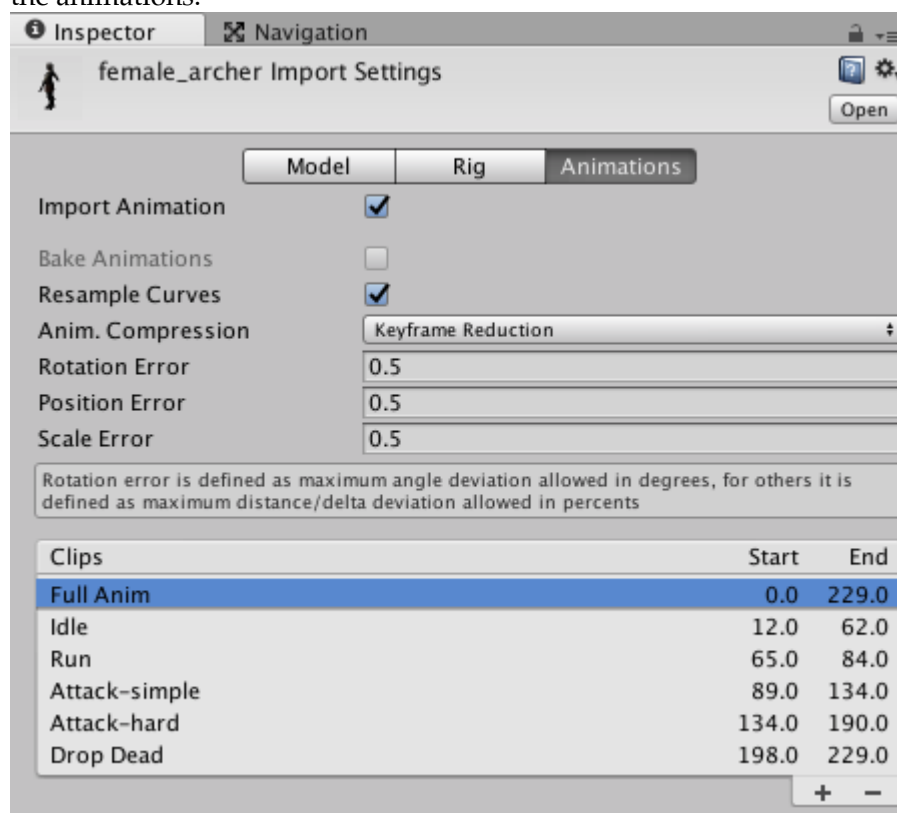 the animations.
Inspector Navigation
female_archer Import Settings
Open
Model Rig Animations
Import Animation
Bake Animations
Resample Curves
Anim. Compression Keyframe Reduction
Rotation Error 0.5
Position Error 0.5
Scale Error 0.5
Rotation error is defined as maximum angle deviation allowed in degrees, for others it is
defined as maximum distance/delta deviation allowed in percents
Clips Start End
Full Anim 0.0 229.0
Idle 12.0 62.0
Run 65.0 84.0
Attack-simple 89.0 134.0
Attack-hard 134.0 190.0
Drop Dead 198.0 229.0
+ −